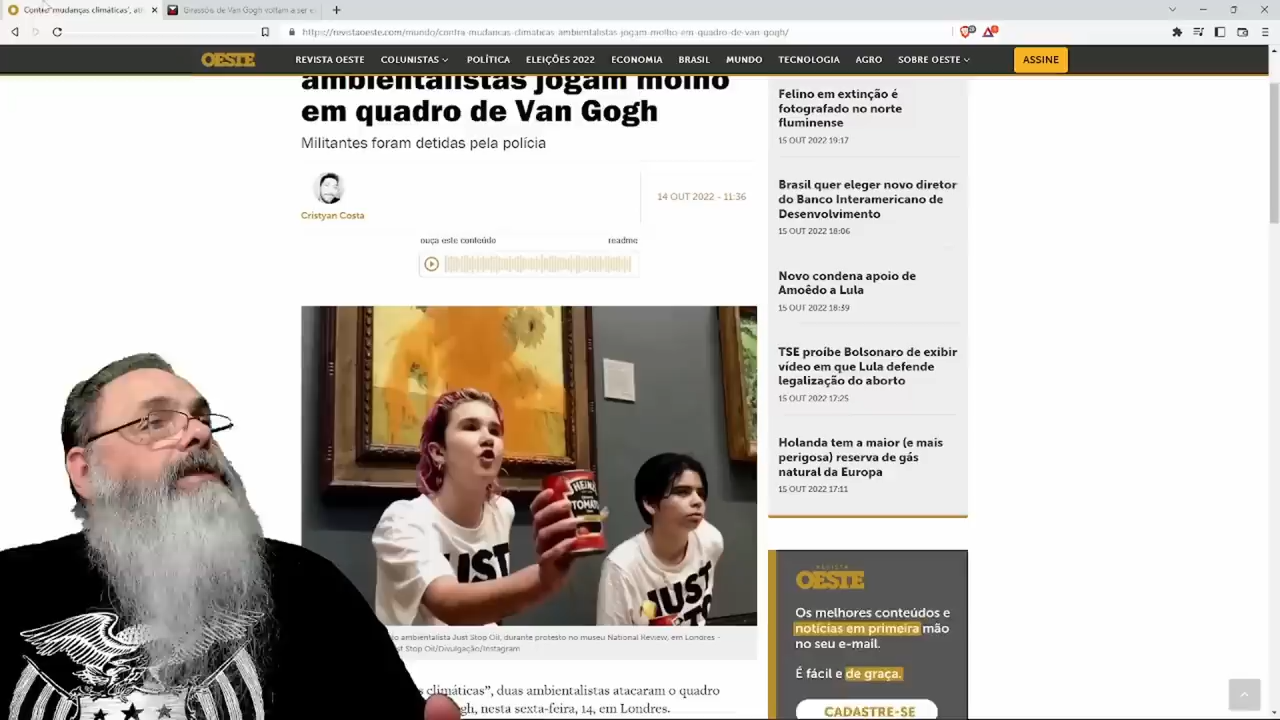 Contra "mudanças climáticas', at
Girassóis de Van Gogh voltam a ser e
https://revistaoeste.com/mundo/contra-mudancas-climaticas-ambientalistas-jogam-molho-em-quadro-de-van-gogh/
OESTE
REVISTA OESTE COLUNISTAS POLÍTICA ELEIÇÕES 2022 ECONOMIA BRASIL MUNDO TECNOLOGIA AGRO SOBRE OESTE ASSINE
ambientalistas jogam molho
em quadro de Van Gogh
Militantes foram detidas pela polícia
Cristyan Costa
14 OUT 2022 - 11:36
ouça este conteúdo
readme
HEINZ
TOMATO
JUST
JUST
ambientalista Just Stop Oil, durante protesto no museu National Review, em Londres -
st Stop Oil/Divulgação/Instagram
climáticas", duas ambientalistas atacaram o quadro
gh, nesta sexta-feira, 14, em Londres.
Felino em extinção é
fotografado no norte
fluminense
15 OUT 2022 19:17
Brasil quer eleger novo diretor
do Banco Interamericano de
Desenvolvimento
15 OUT 2022 18:06
Novo condena apoio de
Amoêdo a Lula
15 OUT 2022 18:39
TSE proíbe Bolsonaro de exibir
vídeo em que Lula defende
legalização do aborto
15 OUT 2022 17:25
Holanda tem a maior (e mais
perigosa) reserva de gás
natural da Europa
15 OUT 2022 17:11
REVISTA
OESTE
Os melhores conteúdos e
notícias em primeira mão
no seu e-mail.
É fácil e de graça.
CADASTRE-SE